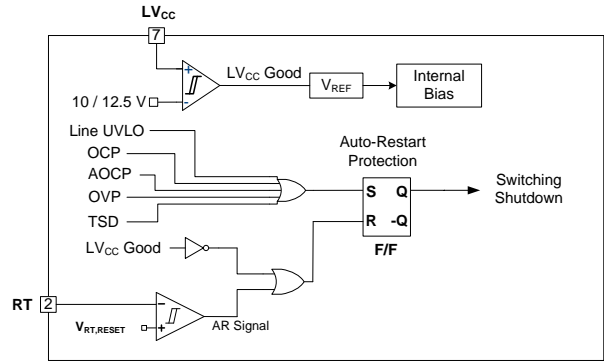 LVCC
7
+
-
LVCC Good
VREF
Internal
Bias
10 / 12.5 V
Line UVLO
OCP
AOCP
OVP
TSD
Auto-Restart
Protection
S Q
R -Q
F/F
Switching
Shutdown
LVCC Good
RT 2
−
+
VRT,RESET
AR Signal